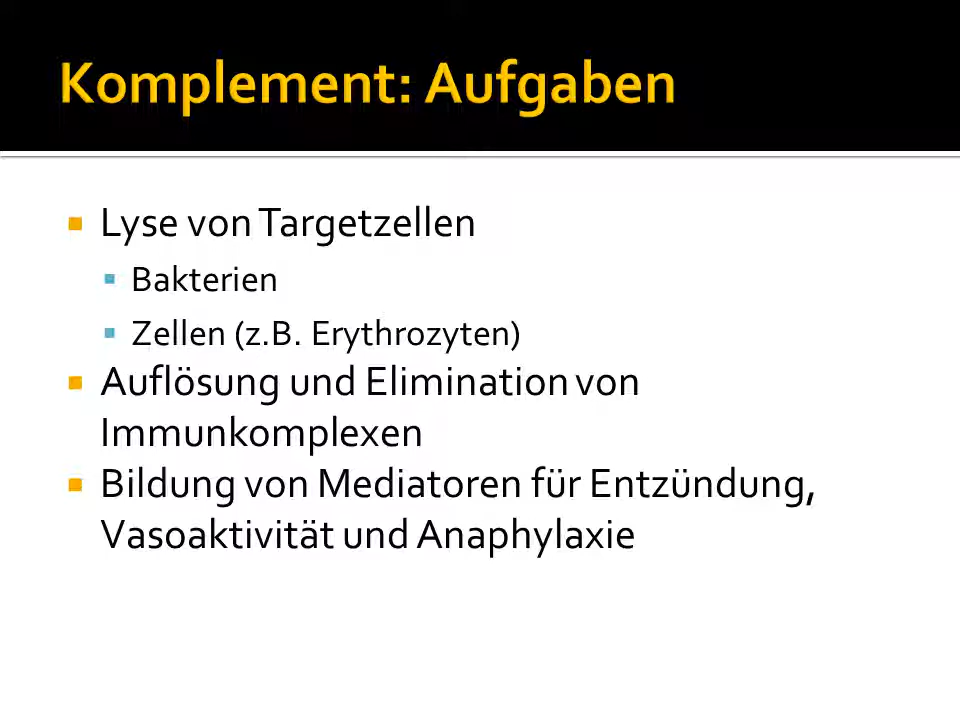 Komplement: Aufgaben
Lyse von Targetzellen
Bakterien
Zellen (z.B. Erythrozyten)
Auflösung und Elimination von
Immunkomplexen
Bildung von Mediatoren für Entzündung,
Vasoaktivität und Anaphylaxie